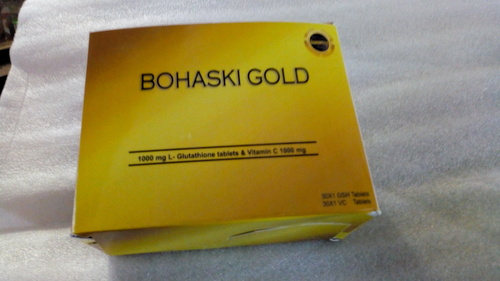 BOHASKI GOLD
1000 mg L- Glutathione tablets & Vitamin C 1000 mg
30X1 GSH Tablets
30X1 VC Tablets